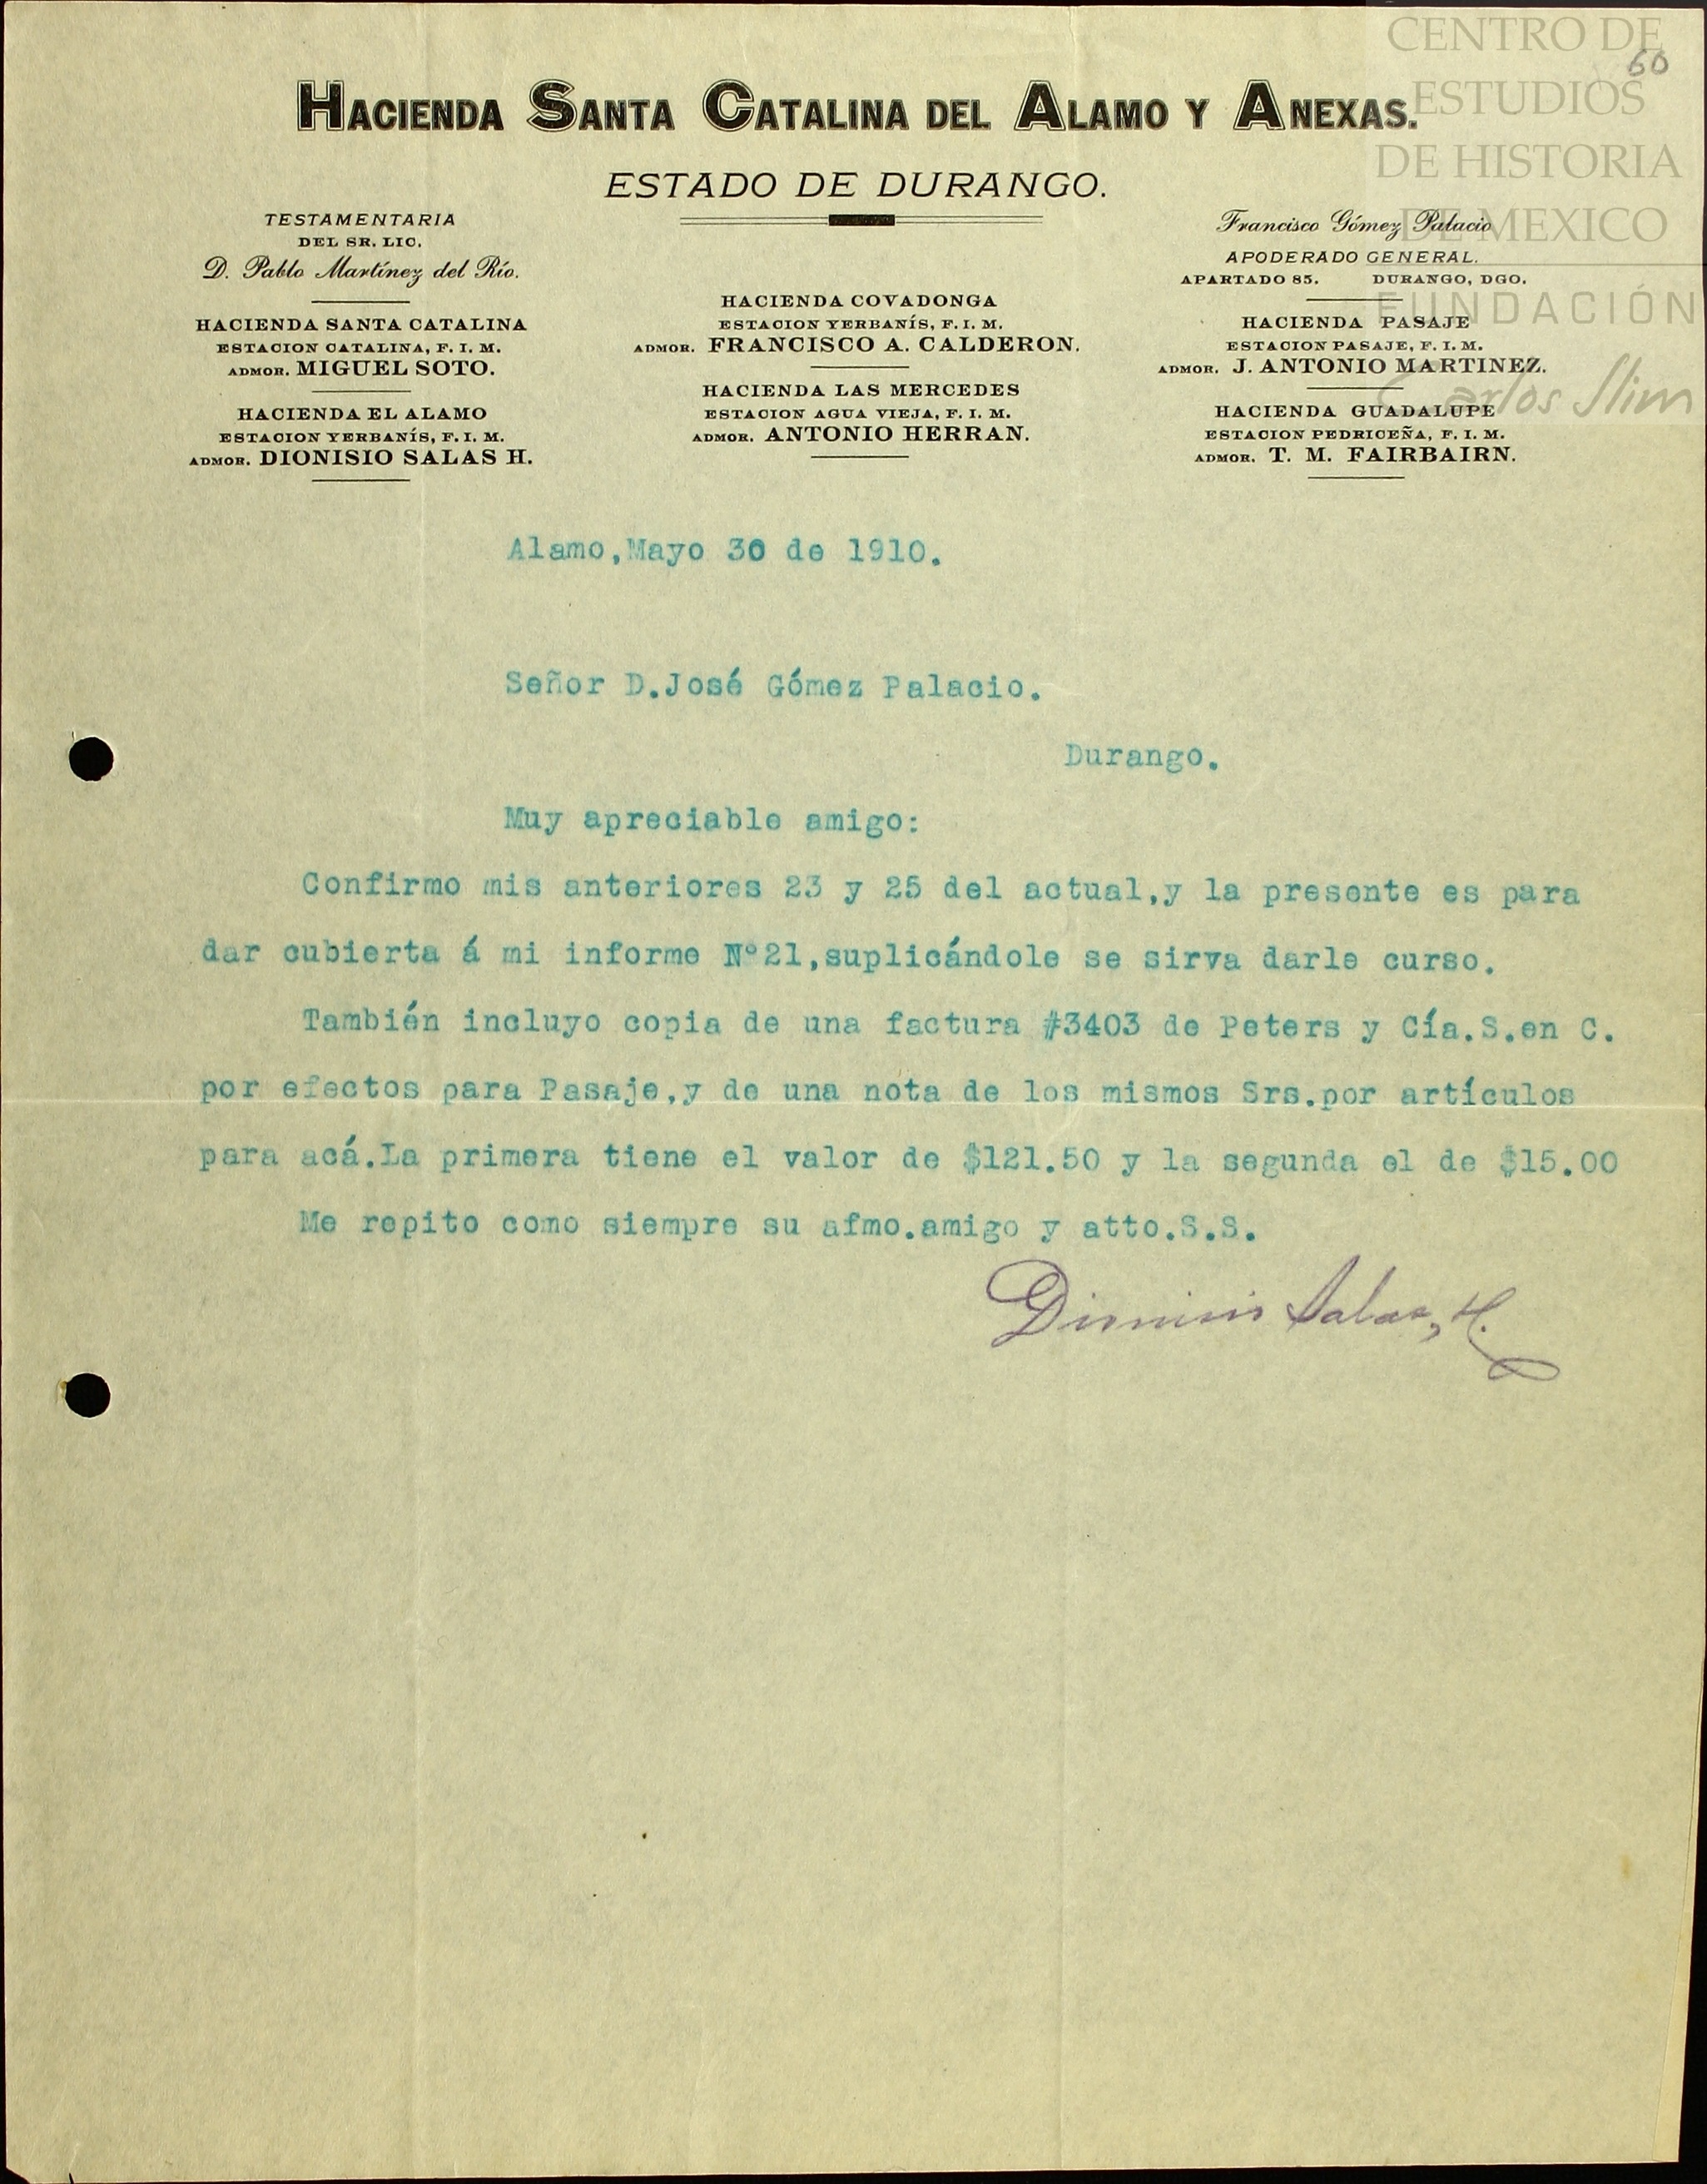 CENTRO DE
ESTUDIOS
DE HISTORIA
DE MEXICO
FUNDACIÓN
Carlos Slim
60
HACIENDA SANTA CATALINA DEL ALAMO Y ANEXAS.
ESTADO DE DURANGO.
TESTAMENTARIA
DEL SR. LIC.
D. Pablo Martínez del Río.
HACIENDA SANTA CATALINA
ESTACION CATALINA, F. I. M.
ADMOR. MIGUEL SOTO.
HACIENDA EL ALAMO
ESTACION YERBANÍS, F. I. M.
ADMOR. DIONISIO SALAS H.
HACIENDA COVADONGA
ESTACION YERBANÍS, F. I. M.
ADMOR. FRANCISCO A. CALDERON.
HACIENDA LAS MERCEDES
ESTACION AGUA VIEJA, F. I. M.
ADMOR. ANTONIO HERRAN.
Francisco Gómez Palacio
APODERADO GENERAL.
APARTADO 85. DURANGO, DGO.
HACIENDA PASAJE
ESTACION PASAJE, F. I. M.
ADMOR. J. ANTONIO MARTINEZ.
HACIENDA GUADALUPE
ESTACION PEDRICEÑA, F. I. M.
ADMOR. T. M. FAIRBAIRN.
Alamo,Mayo 30 de 1910.
Señor D.José Gómez Palacio.
Durango.
Muy apreciable amigo:
Confirmo mis anteriores 23 y 25 del actual,y la presente es para
dar cubierta á mi informe Nº21,suplicándole se sirva darle curso.
También incluyo copia de una factura #3403 de Peters y Cía.S.en C.
por efectos para Pasaje,y de una nota de los mismos Srs.por artículos
para acá.La primera tiene el valor de $121.50 y la segunda el de $15.00
Me repito como siempre su afmo.amigo y atto.S.S.
Dionisio Salas, H.